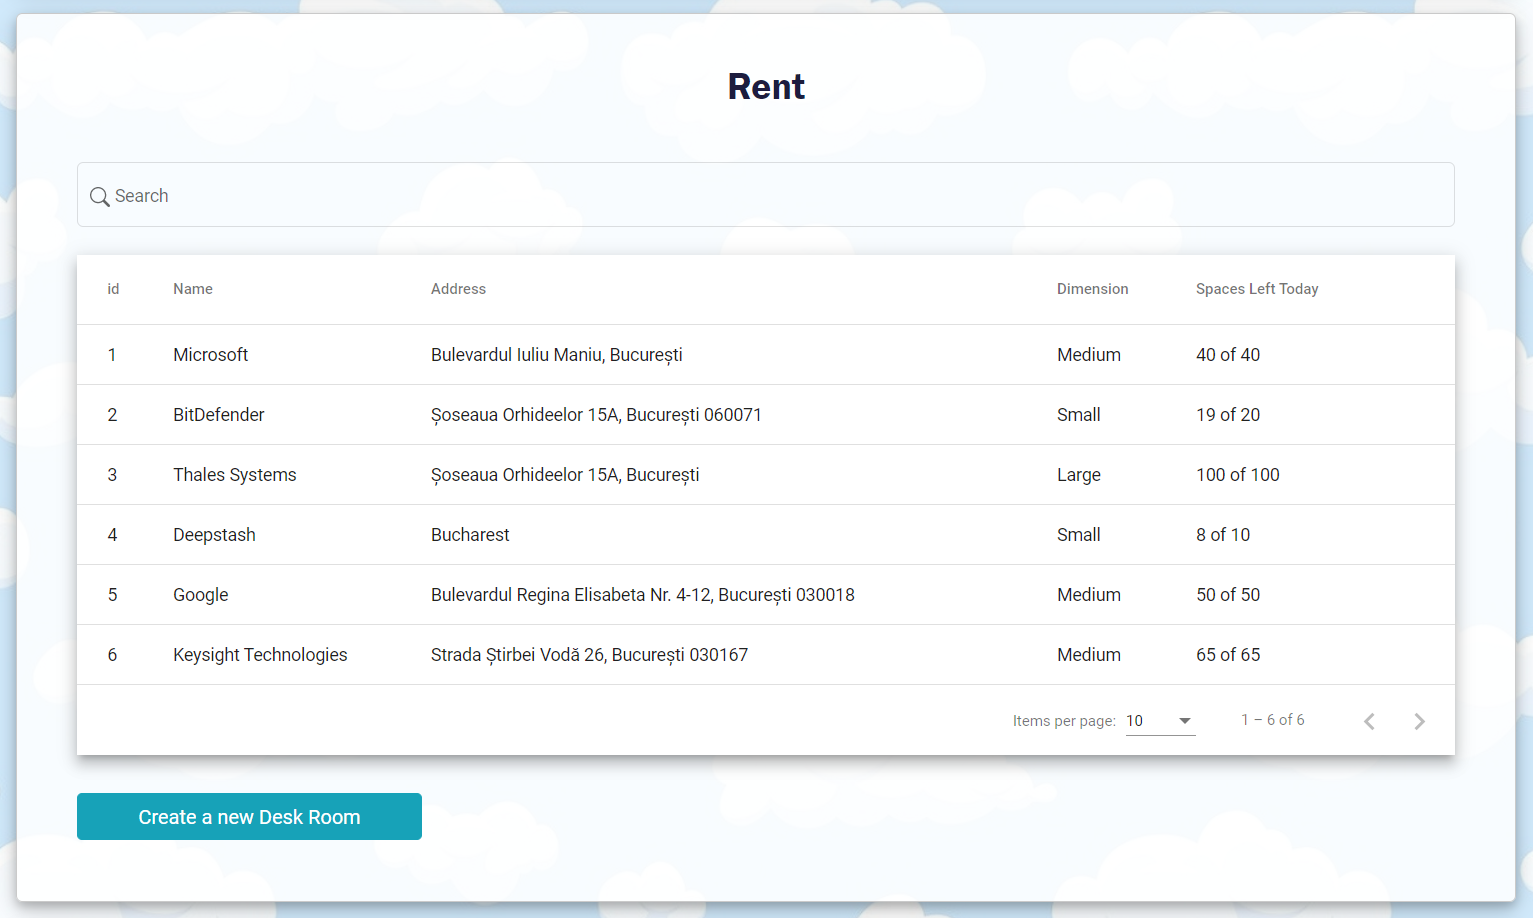 Rent
Search
id Name Address Dimension Spaces Left Today
1 Microsoft Bulevardul Iuliu Maniu, București Medium 40 of 40
2 BitDefender Șoseaua Orhideelor 15A, București 060071 Small 19 of 20
3 Thales Systems Șoseaua Orhideelor 15A, București Large 100 of 100
4 Deepstash Bucharest Small 8 of 10
5 Google Bulevardul Regina Elisabeta Nr. 4-12, București 030018 Medium 50 of 50
6 Keysight Technologies Strada Știrbei Vodă 26, București 030167 Medium 65 of 65
Items per page: 10 1 – 6 of 6
Create a new Desk Room